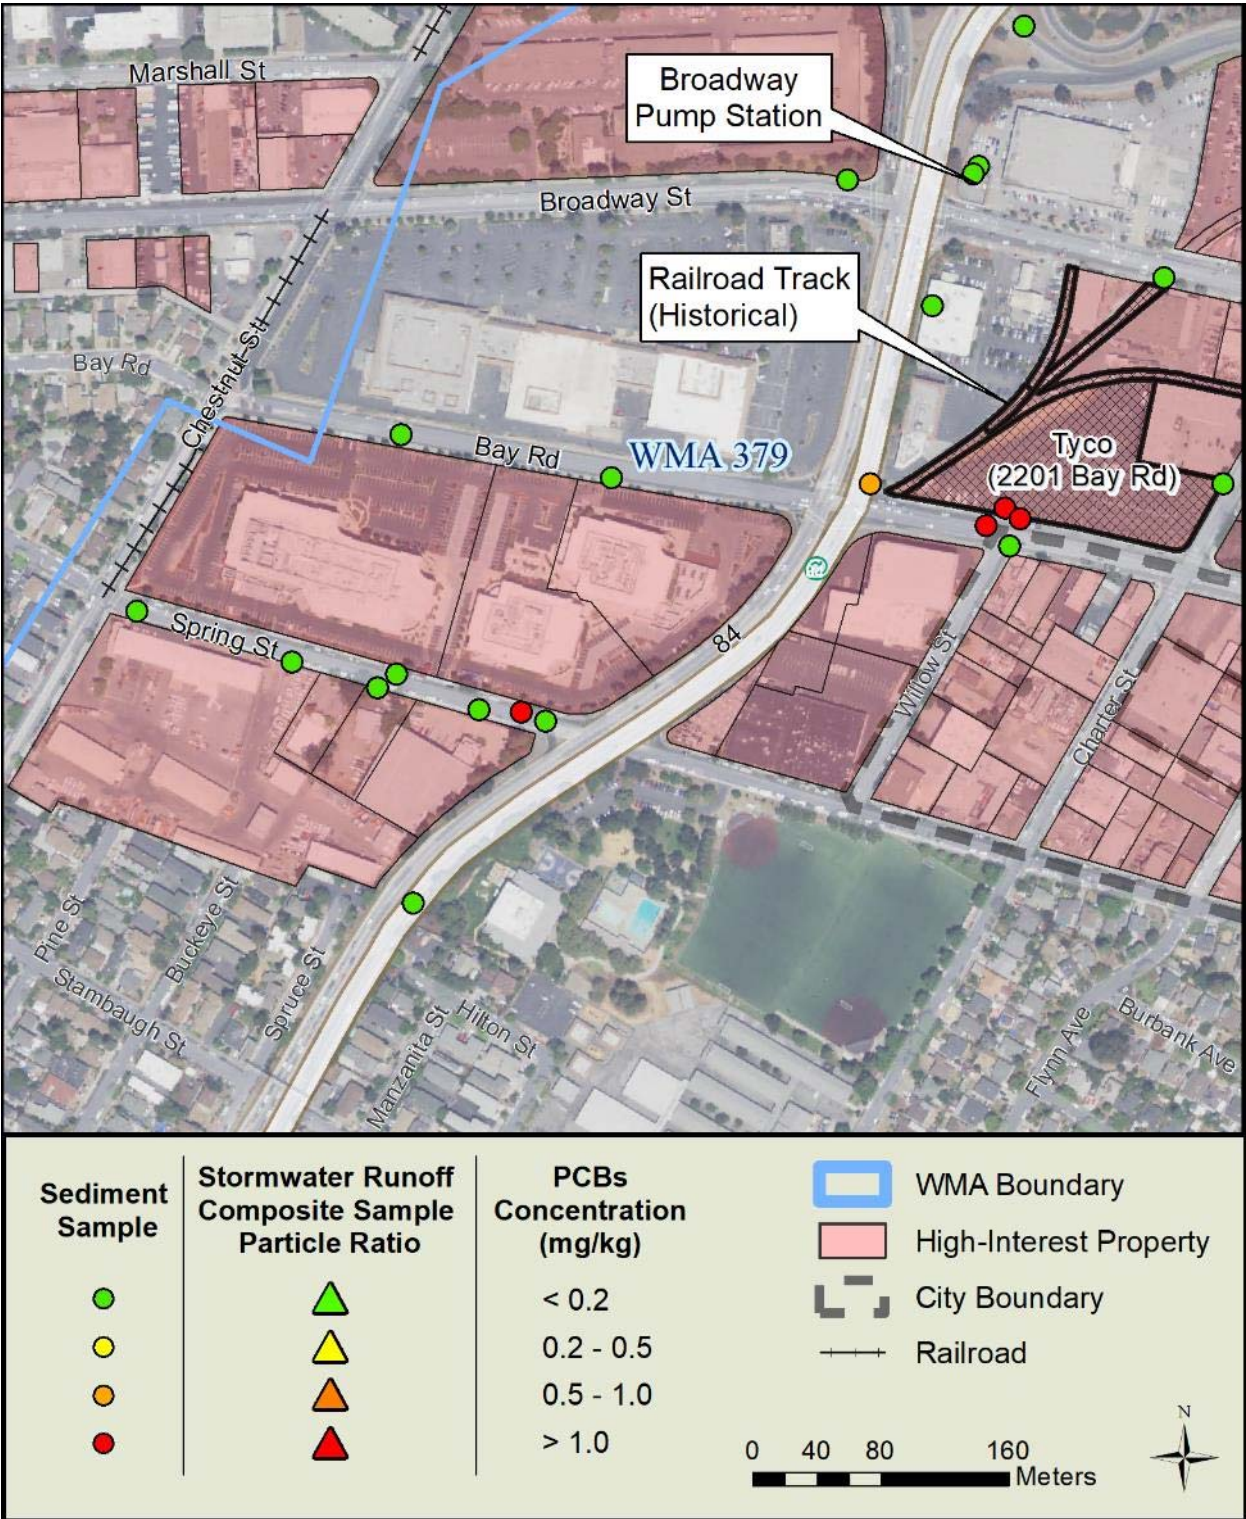 Marshall St
Broadway
Pump Station
Broadway St
Railroad Track
(Historical)
Bay Rd
Chestnut St
Bay Rd
WMA 379
Tyco
(2201 Bay Rd)
84
Spring St
Willow St
Charter St
Pine St
Buckeye St
Spruce St
Stambaugh St
Manzanita St
Hilton St
Flynn Ave
Burbank Ave
Sediment
Sample
Stormwater Runoff
Composite Sample
Particle Ratio
PCBs
Concentration
(mg/kg)
< 0.2
0.2 - 0.5
0.5 - 1.0
> 1.0
WMA Boundary
High-Interest Property
City Boundary
Railroad
0 40 80 160
Meters
N